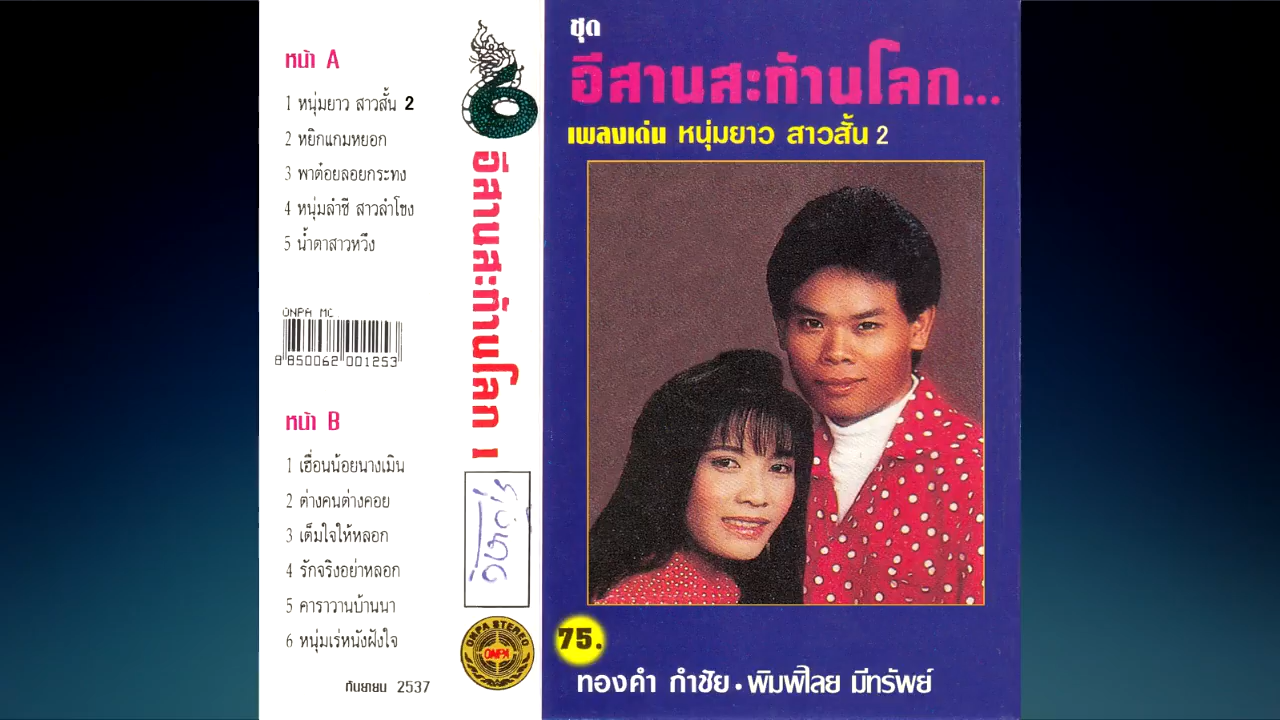 หน้า A
1 หนุ่มยาว สาวสั้น 2
2 หยิกแกมหยอก
3 พาต้อยลอยกระทง
4 หนุ่มลำชี สาวลำโขง
5 น้ำตาสาวหวึง
ONPA MC
8 850062 001253
หน้า B
1 เฮื่อนน้อยนางเมิน
2 ต่างคนต่างคอย
3 เต็มใจให้หลอก
4 รักจริงอย่าหลอก
5 คาราวานบ้านนา
6 หนุ่มเร่หนังฝังใจ
กันยายน 2537
อีสานสะท้านโลก 1
ONPA STEREO
ONPA
ชุด
อีสานสะท้านโลก...
เพลงเด่น หนุ่มยาว สาวสั้น 2
75.
ทองคำ กำชัย • พิมพิไลย มีทรัพย์